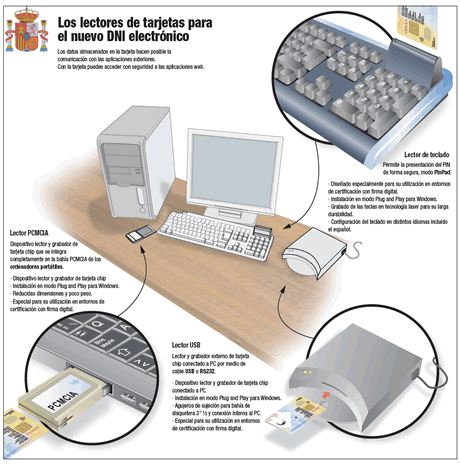 Los lectores de tarjetas para
el nuevo DNI electrónico
Los datos almacenados en la tarjeta hacen posible la
comunicación con las aplicaciones exteriores.
Con la tarjeta puedes acceder con seguridad a las aplicaciones web.
Lector de teclado
Permite la presentación del PIN
de forma segura, modo PinPad.
· Diseñado especialmente para su utilización en entornos
de certificación con firma digital.
· Instalación en modo Plug and Play para Windows.
· Grabado de las teclas en tecnología laser para su larga
durabilidad.
· Configuración del teclado en distintos idiomas incluido
el español.
Lector PCMCIA
Dispositivo lector y grabador de
tarjeta chip que se integra
completamente en la bahía PCMCIA de los
ordenadores portátiles.
· Dispositivo lector y grabador de tarjeta chip
· Instalación en modo Plug and Play para Windows.
· Reducidas dimensiones y poco peso.
· Especial para su utilización en entornos de
certificación con firma digital.
Lector USB
Lector y grabador externo de tarjeta
chip conectado a PC por medio de
cable USB o RS232.
· Dispositivo lector y grabador de tarjeta chip
conectado a PC.
· Instalación en modo Plug and Play para Windows.
· Agujeros de sujeción para bahía de
disquetera 3" ½ y conexión interna al PC.
· Especial para su utilización en entornos de
certificación con firma digital.
Q
A
Bloq
Mayús
PCMCIA